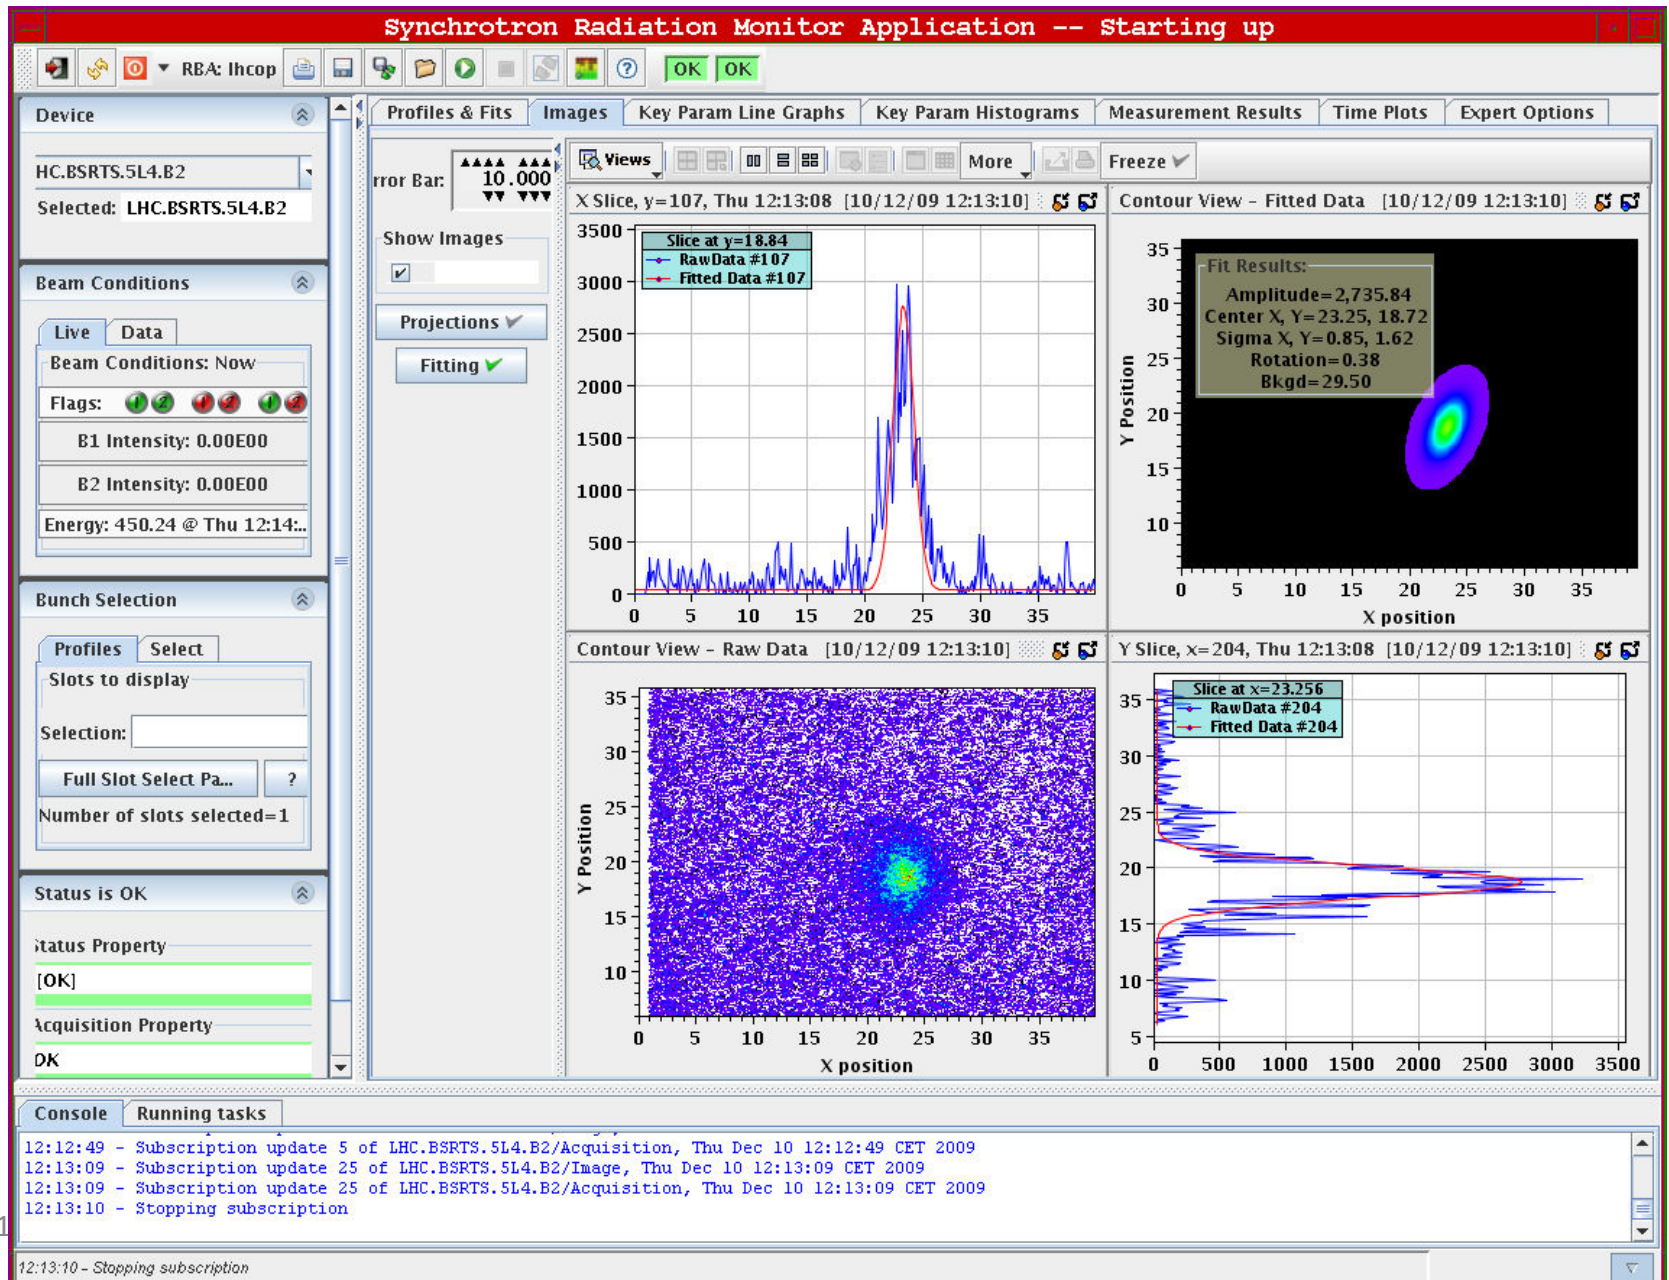 Synchrotron Radiation Monitor Application -- Starting up
RBA: lhcop
OK OK
Device
HC.BSRTS.5L4.B2
Selected: LHC.BSRTS.5L4.B2
Beam Conditions
Live Data
Beam Conditions: Now
Flags: 1 2 1 2 1 2
B1 Intensity: 0.00E00
B2 Intensity: 0.00E00
Energy: 450.24 @ Thu 12:14:..
Bunch Selection
Profiles Select
Slots to display
Selection:
Full Slot Select Pa... ?
Number of slots selected=1
Status is OK
Status Property
[OK]
Acquisition Property
OK
Profiles & Fits Images Key Param Line Graphs Key Param Histograms Measurement Results Time Plots Expert Options
rror Bar: 10.000
Show Images
Projections
Fitting
Views More Freeze
X Slice, y=107, Thu 12:13:08 [10/12/09 12:13:10]
Slice at y=18.84
RawData #107
Fitted Data #107
3500
3000
2500
2000
1500
1000
500
0
0 5 10 15 20 25 30 35
Contour View - Fitted Data [10/12/09 12:13:10]
Fit Results:
Amplitude=2,735.84
Center X, Y=23.25, 18.72
Sigma X, Y=0.85, 1.62
Rotation=0.38
Bkgd=29.50
Y Position
35
30
25
20
15
10
0 5 10 15 20 25 30 35
X position
Contour View - Raw Data [10/12/09 12:13:10]
Y Position
35
30
25
20
15
10
0 5 10 15 20 25 30 35
X position
Y Slice, x=204, Thu 12:13:08 [10/12/09 12:13:10]
Slice at x=23.256
RawData #204
Fitted Data #204
35
30
25
20
15
10
5
0 500 1000 1500 2000 2500 3000 3500
Console Running tasks
12:12:49 - Subscription update 5 of LHC.BSRTS.5L4.B2/Acquisition, Thu Dec 10 12:12:49 CET 2009
12:13:09 - Subscription update 25 of LHC.BSRTS.5L4.B2/Image, Thu Dec 10 12:13:09 CET 2009
12:13:09 - Subscription update 25 of LHC.BSRTS.5L4.B2/Acquisition, Thu Dec 10 12:13:09 CET 2009
12:13:10 - Stopping subscription
1
12:13:10 - Stopping subscription